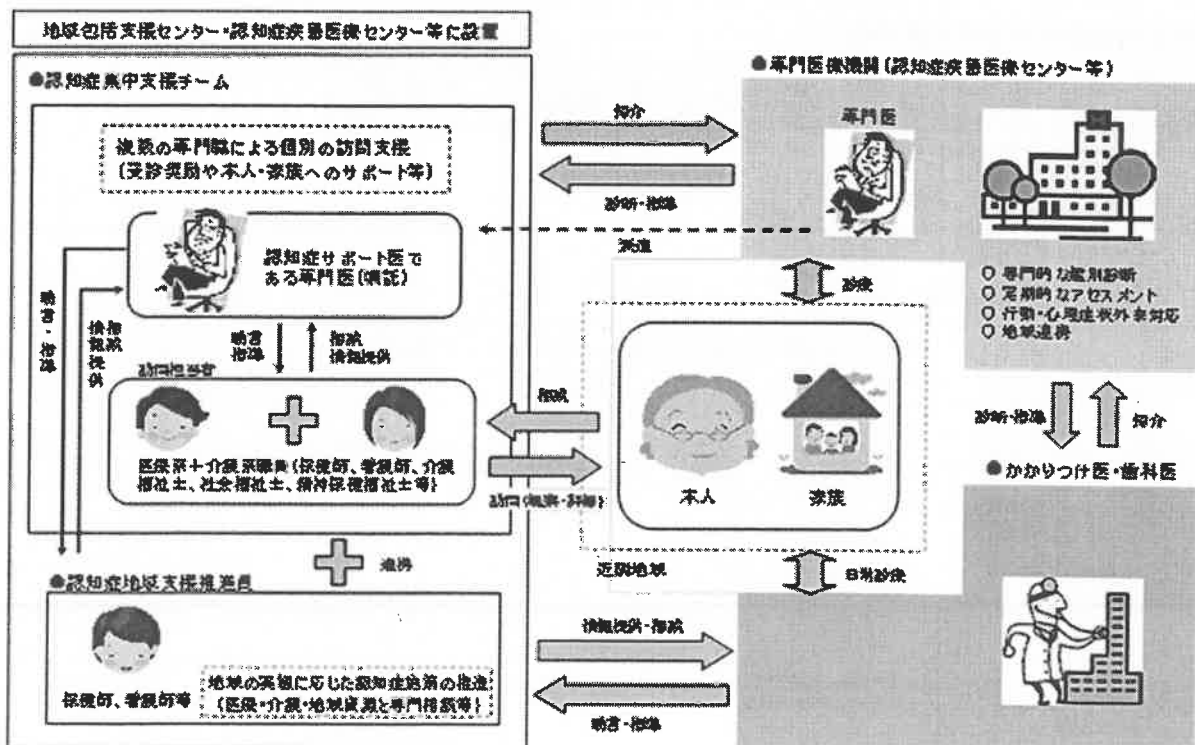 地域包括支援センター・認知症疾患医療センター等に設置
●認知症集中支援チーム
複数の専門職による個別の訪問支援
(受診奨励や本人・家族へのサポート等)
認知症サポート医で
ある専門医(嘱託)
助言
指導
相談
情報提供
相談
情報提供
訪問担当者
医療系+介護系職員(保健師、看護師、介護
福祉士、社会福祉士、精神保健福祉士等)
連携
●認知症地域支援推進員
保健師、看護師等
地域の実態に応じた認知症施策の推進
(医療・介護・地域資源と専門相談等)
紹介
診断・指導
派遣
診療
相談
本人
家族
近隣地域
日常診療
情報提供・相談
助言・指導
●専門医療機関(認知症疾患医療センター等)
専門医
○ 専門的な鑑別診断
○ 定期的なアセスメント
○ 行動・心理症状外来対応
○ 地域連携
診断・指導
紹介
●かかりつけ医・歯科医